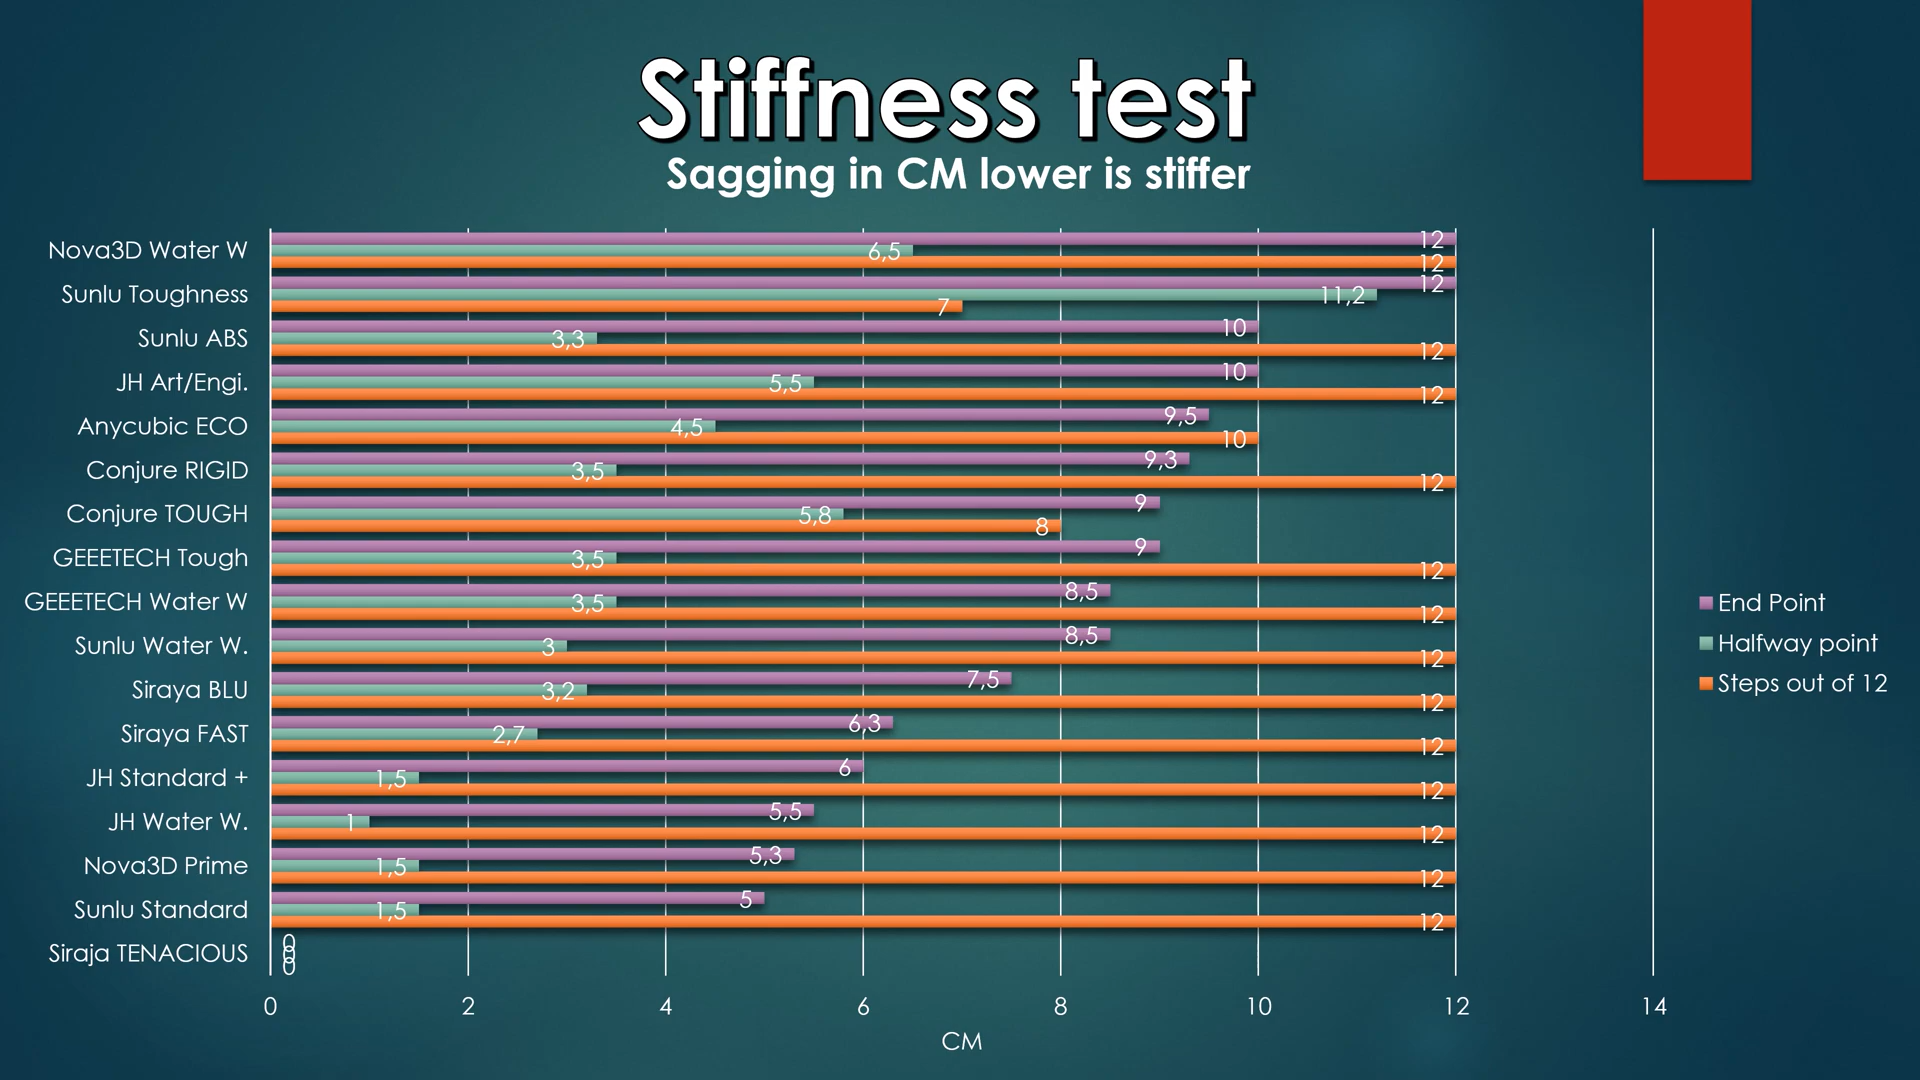 Stiffness test
Sagging in CM lower is stiffer
Nova3D Water W 12 6,5 12
Sunlu Toughness 12 11,2 7
Sunlu ABS 10 3,3 12
JH Art/Engi. 10 5,5 12
Anycubic ECO 9,5 4,5 10
Conjure RIGID 9,3 3,5 12
Conjure TOUGH 9 5,8 8
GEEETECH Tough 9 3,5 12
GEEETECH Water W 8,5 3,5 12
Sunlu Water W. 8,5 3 12
Siraya BLU 7,5 3,2 12
Siraya FAST 6,3 2,7 12
JH Standard + 6 1,5 12
JH Water W. 5,5 1 12
Nova3D Prime 5,3 1,5 12
Sunlu Standard 5 1,5 12
Siraja TENACIOUS 0 0 0
0 2 4 6 8 10 12 14
CM
End Point
Halfway point
Steps out of 12